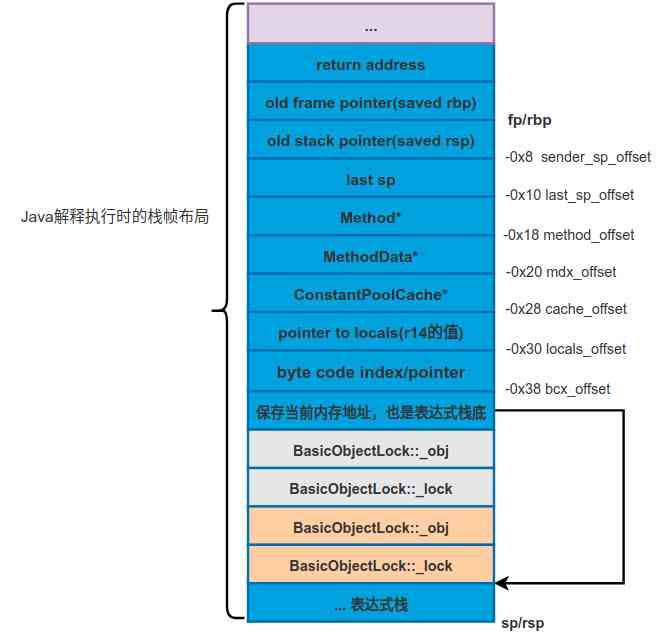 ...
return address
old frame pointer(saved rbp)
fp/rbp
old stack pointer(saved rsp)
-0x8 sender_sp_offset
last sp
-0x10 last_sp_offset
Java解释执行时的栈帧布局
Method*
-0x18 method_offset
MethodData*
-0x20 mdx_offset
ConstantPoolCache*
-0x28 cache_offset
pointer to locals(r14的值)
-0x30 locals_offset
byte code index/pointer
-0x38 bcx_offset
保存当前内存地址，也是表达式栈底
BasicObjectLock::_obj
BasicObjectLock::_lock
BasicObjectLock::_obj
BasicObjectLock::_lock
... 表达式栈
sp/rsp